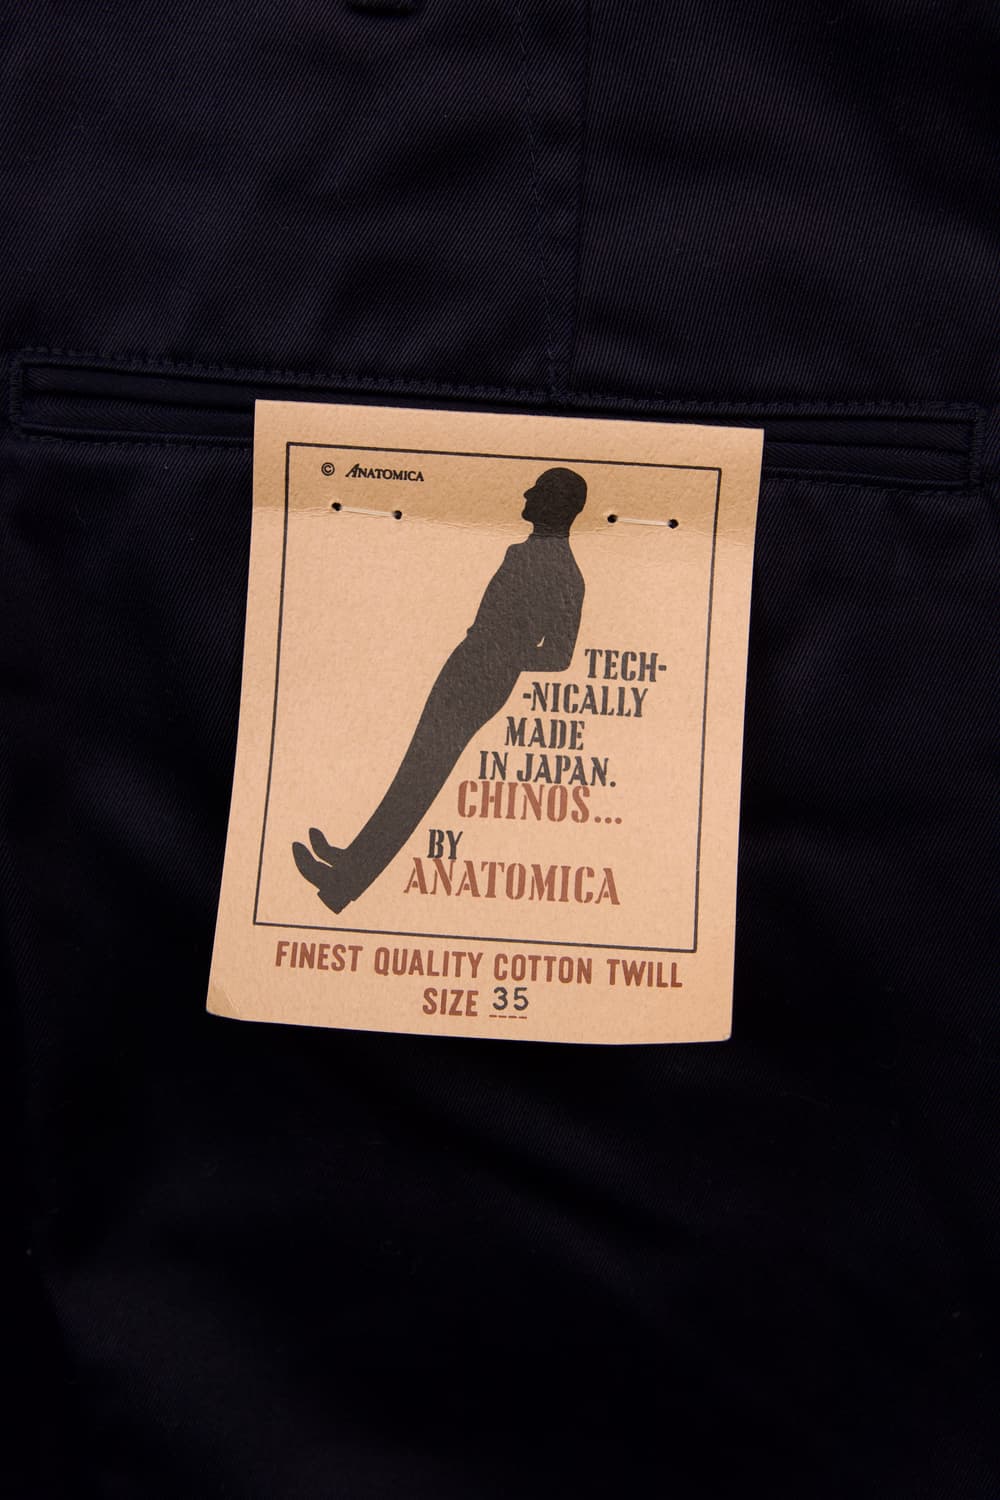 © ANATOMICA
TECH-
-NICALLY
MADE
IN JAPAN.
CHINOS...
BY
ANATOMICA
FINEST QUALITY COTTON TWILL
SIZE 35